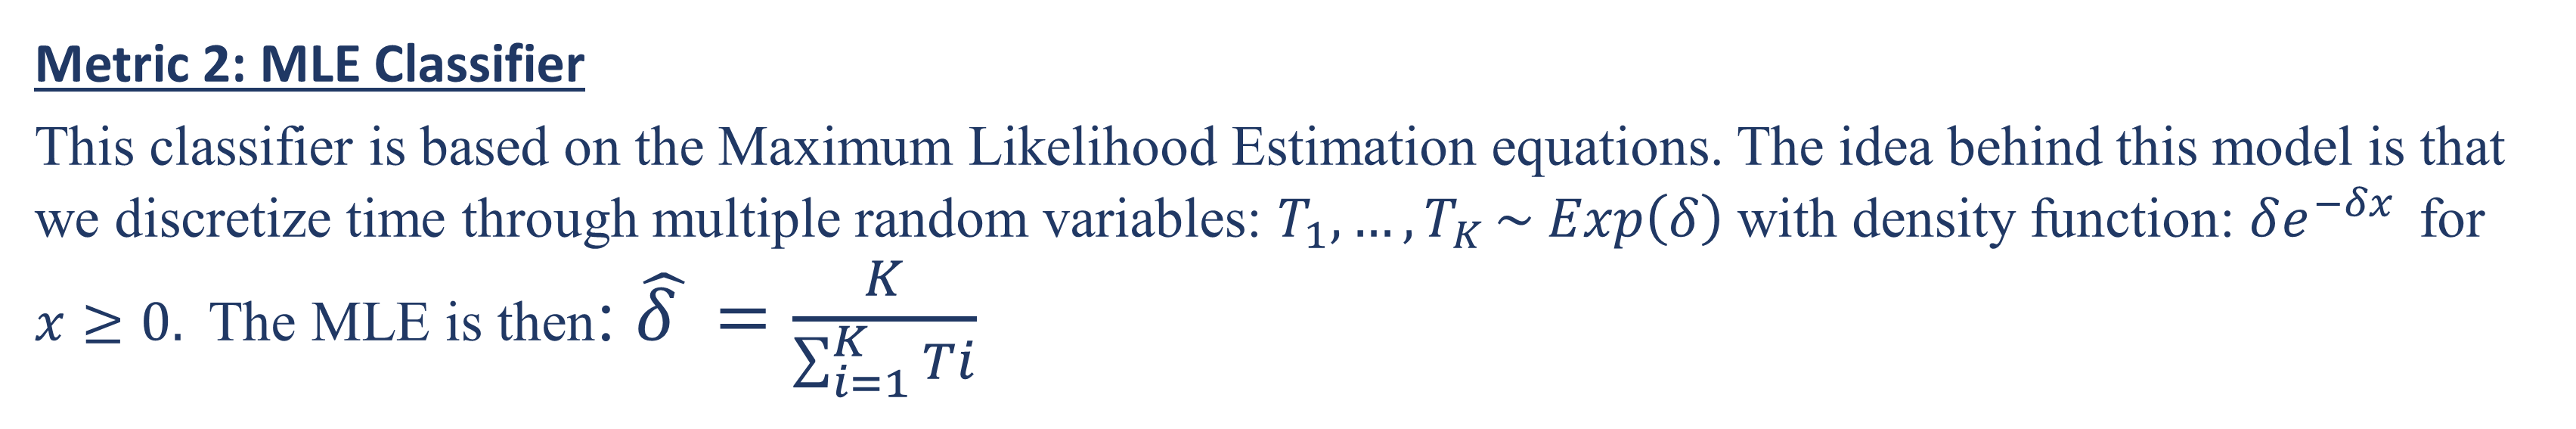 Metric 2: MLE Classifier
This classifier is based on the Maximum Likelihood Estimation equations. The idea behind this model is that
we discretize time through multiple random variables: T₁, … , T_K ~ Exp(δ) with density function: δe^{−δx} for
x ≥ 0. The MLE is then: δ̂ = K / ∑_{i=1}^{K} Ti